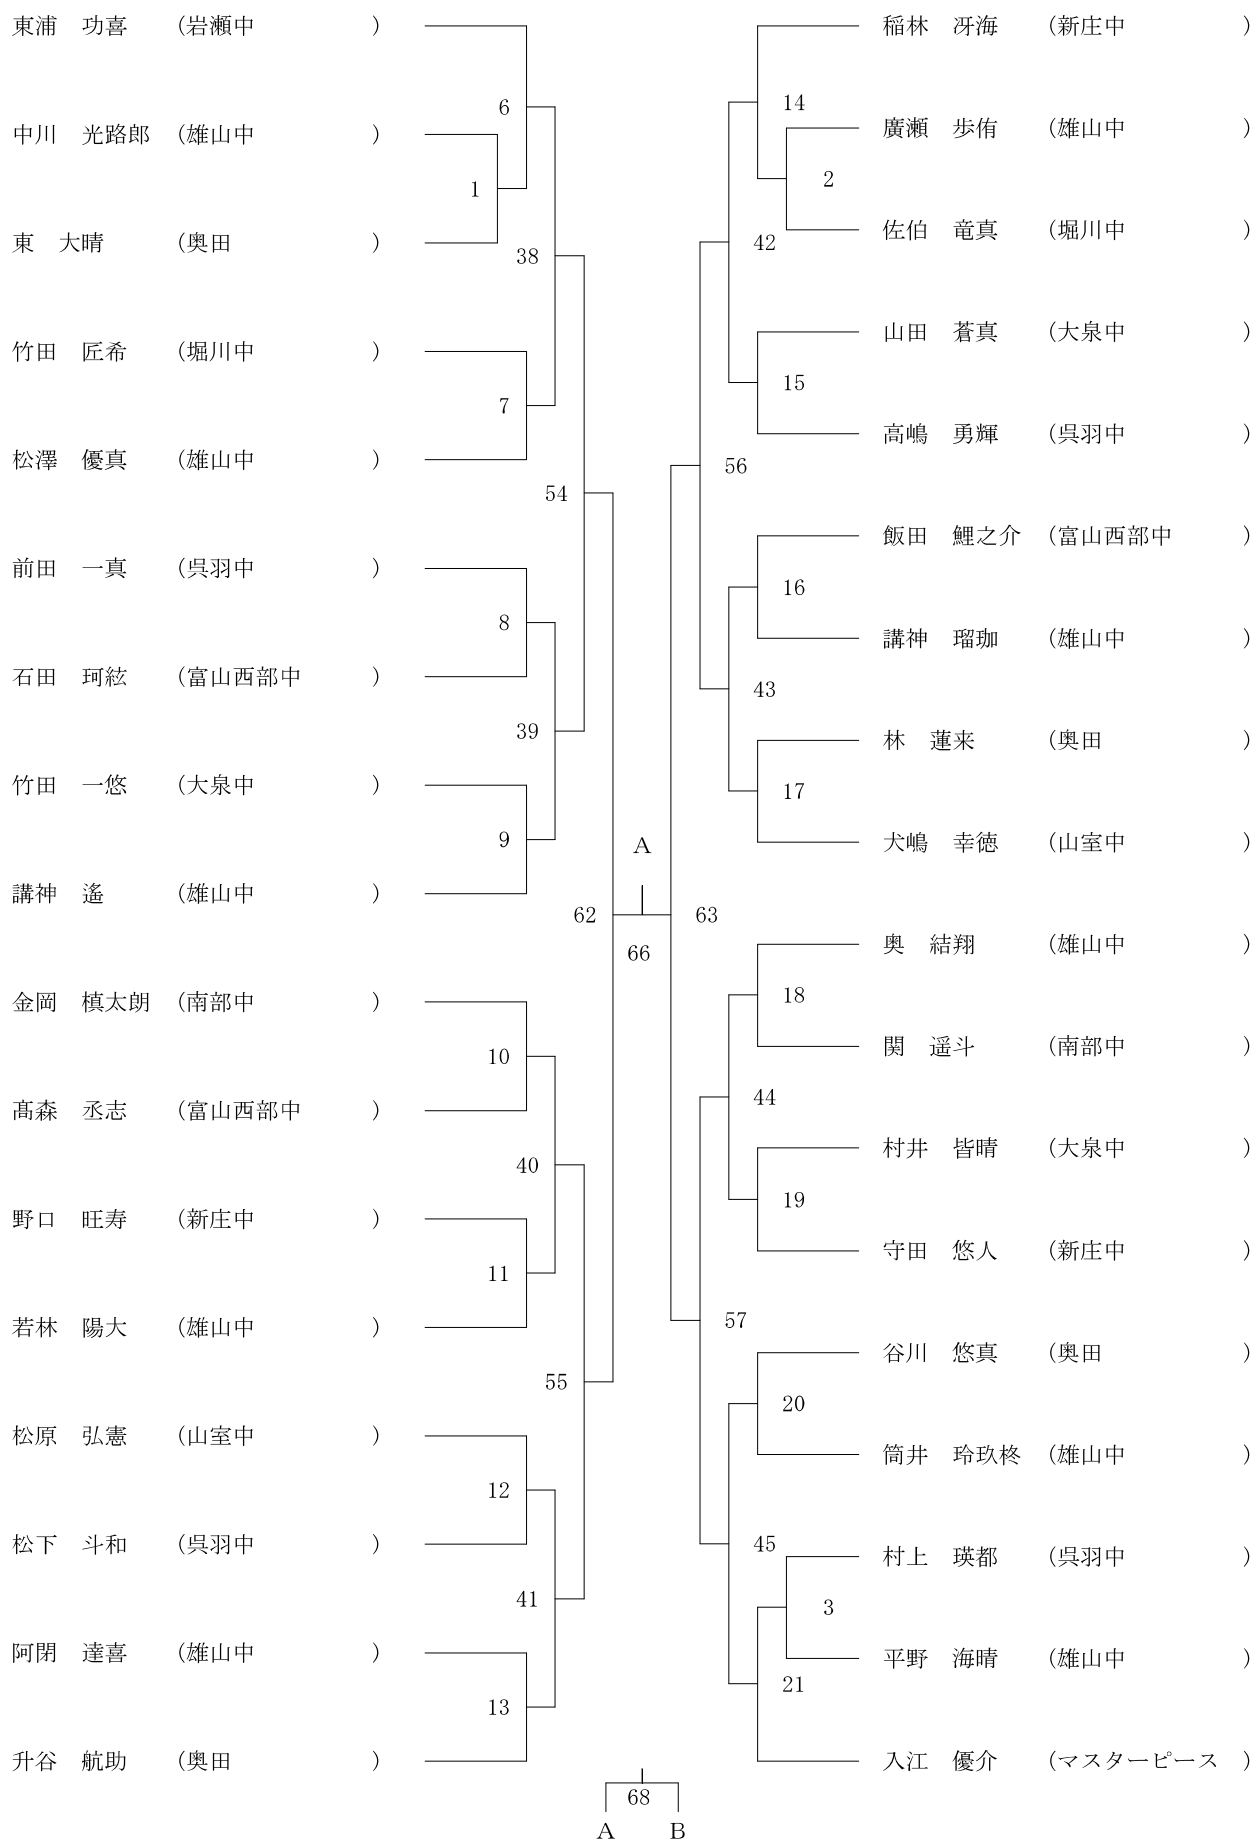 東浦　功喜　（岩瀬中　）
6
中川　光路郎　（雄山中　）
1
東　大晴　（奥田　）
38
竹田　匠希　（堀川中　）
7
松澤　優真　（雄山中　）
54
前田　一真　（呉羽中　）
8
石田　珂絃　（富山西部中　）
39
竹田　一悠　（大泉中　）
9
講神　遙　（雄山中　）
62
金岡　槙太朗　（南部中　）
10
髙森　丞志　（富山西部中　）
40
野口　旺寿　（新庄中　）
11
若林　陽大　（雄山中　）
55
松原　弘憲　（山室中　）
12
松下　斗和　（呉羽中　）
41
阿閉　達喜　（雄山中　）
13
升谷　航助　（奥田　）
A
66
稲林　冴海　（新庄中　）
14
廣瀬　歩侑　（雄山中　）
2
佐伯　竜真　（堀川中　）
42
山田　蒼真　（大泉中　）
15
高嶋　勇輝　（呉羽中　）
56
飯田　鯉之介　（富山西部中　）
16
講神　瑠珈　（雄山中　）
43
林　蓮来　（奥田　）
17
犬嶋　幸徳　（山室中　）
63
奥　結翔　（雄山中　）
18
関　遥斗　（南部中　）
44
村井　皆晴　（大泉中　）
19
守田　悠人　（新庄中　）
57
谷川　悠真　（奥田　）
20
筒井　玲玖柊　（雄山中　）
45
村上　瑛都　（呉羽中　）
3
平野　海晴　（雄山中　）
21
入江　優介　（マスターピース　）
68
A　B